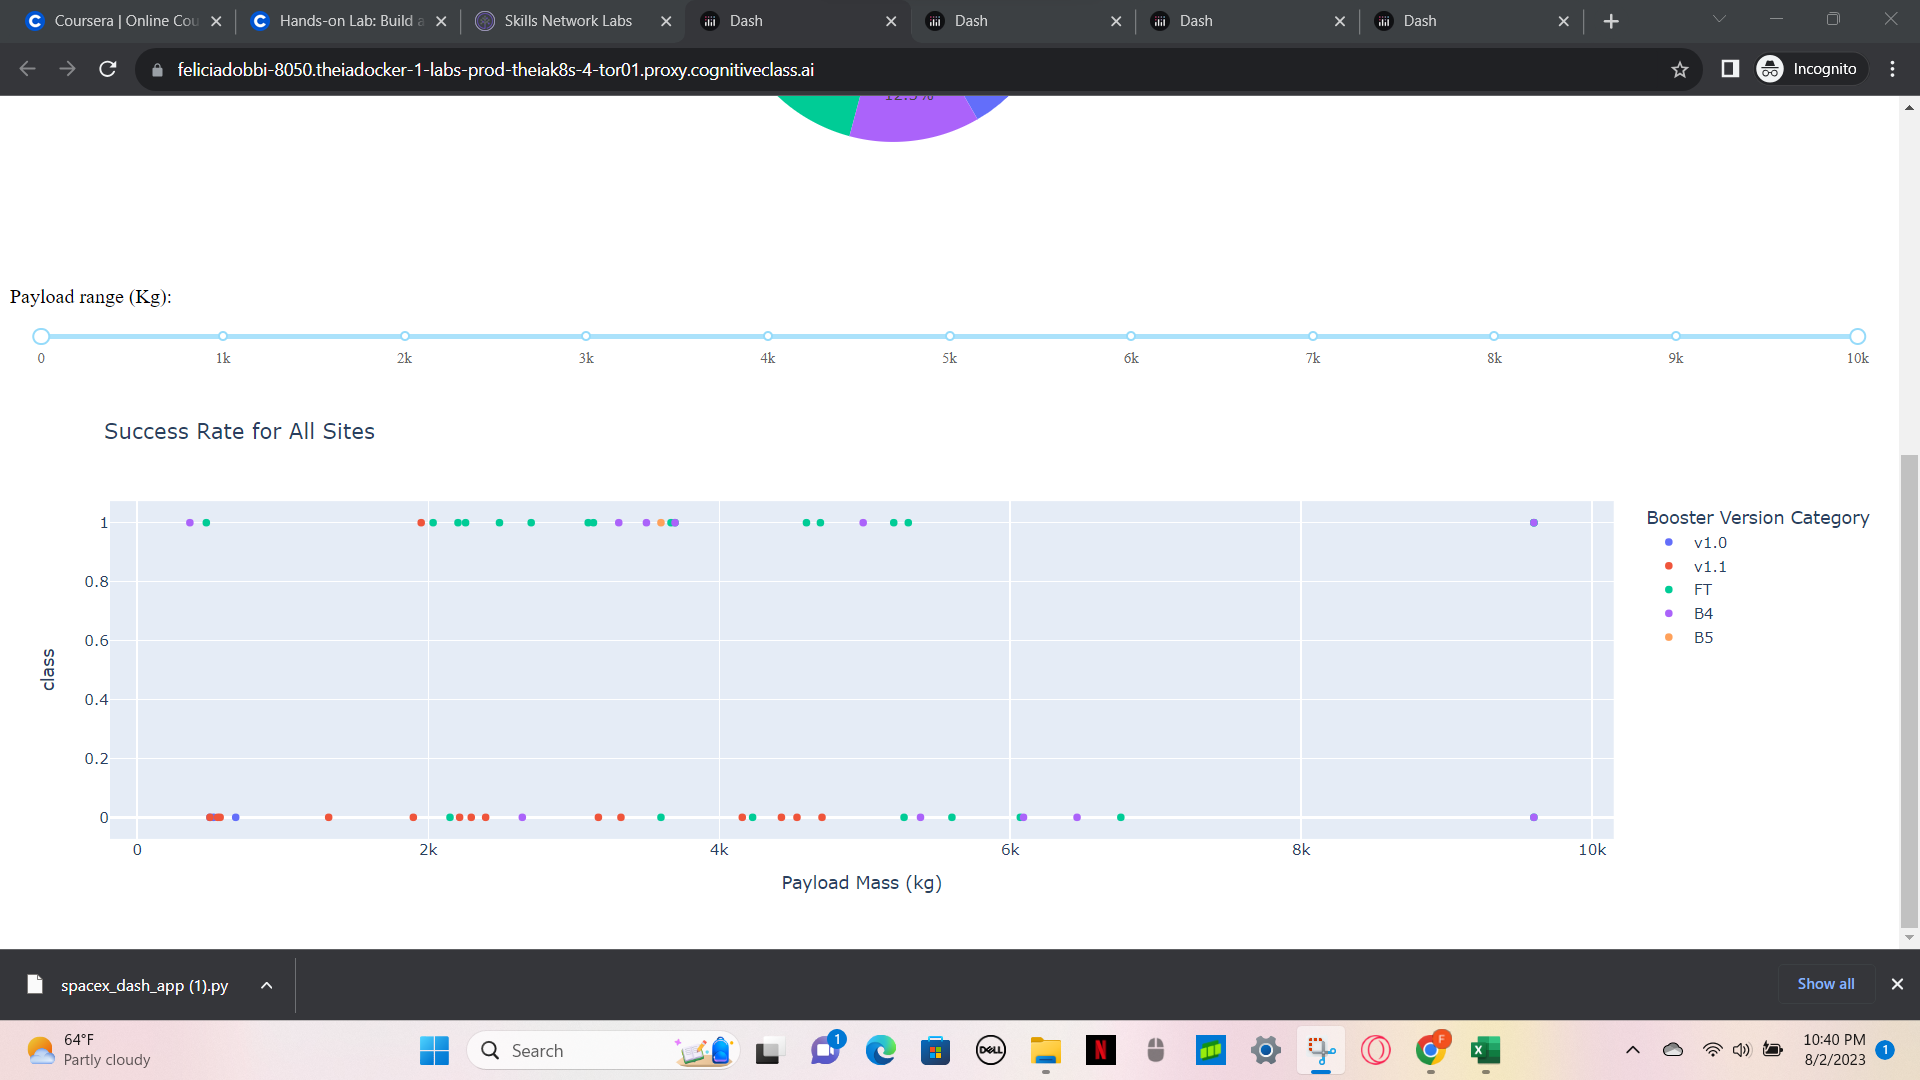 Coursera | Online Cou
Hands-on Lab: Build a
Skills Network Labs
Dash
Dash
Dash
Dash
feliciadobbi-8050.theiadocker-1-labs-prod-theiak8s-4-tor01.proxy.cognitiveclass.ai
Incognito
Payload range (Kg):
0 1k 2k 3k 4k 5k 6k 7k 8k 9k 10k
Success Rate for All Sites
Booster Version Category
v1.0
v1.1
FT
B4
B5
1
0.8
0.6
0.4
0.2
0
class
0 2k 4k 6k 8k 10k
Payload Mass (kg)
spacex_dash_app (1).py
Show all
64°F
Partly cloudy
Search
1
DELL
N
F
10:40 PM
8/2/2023
1